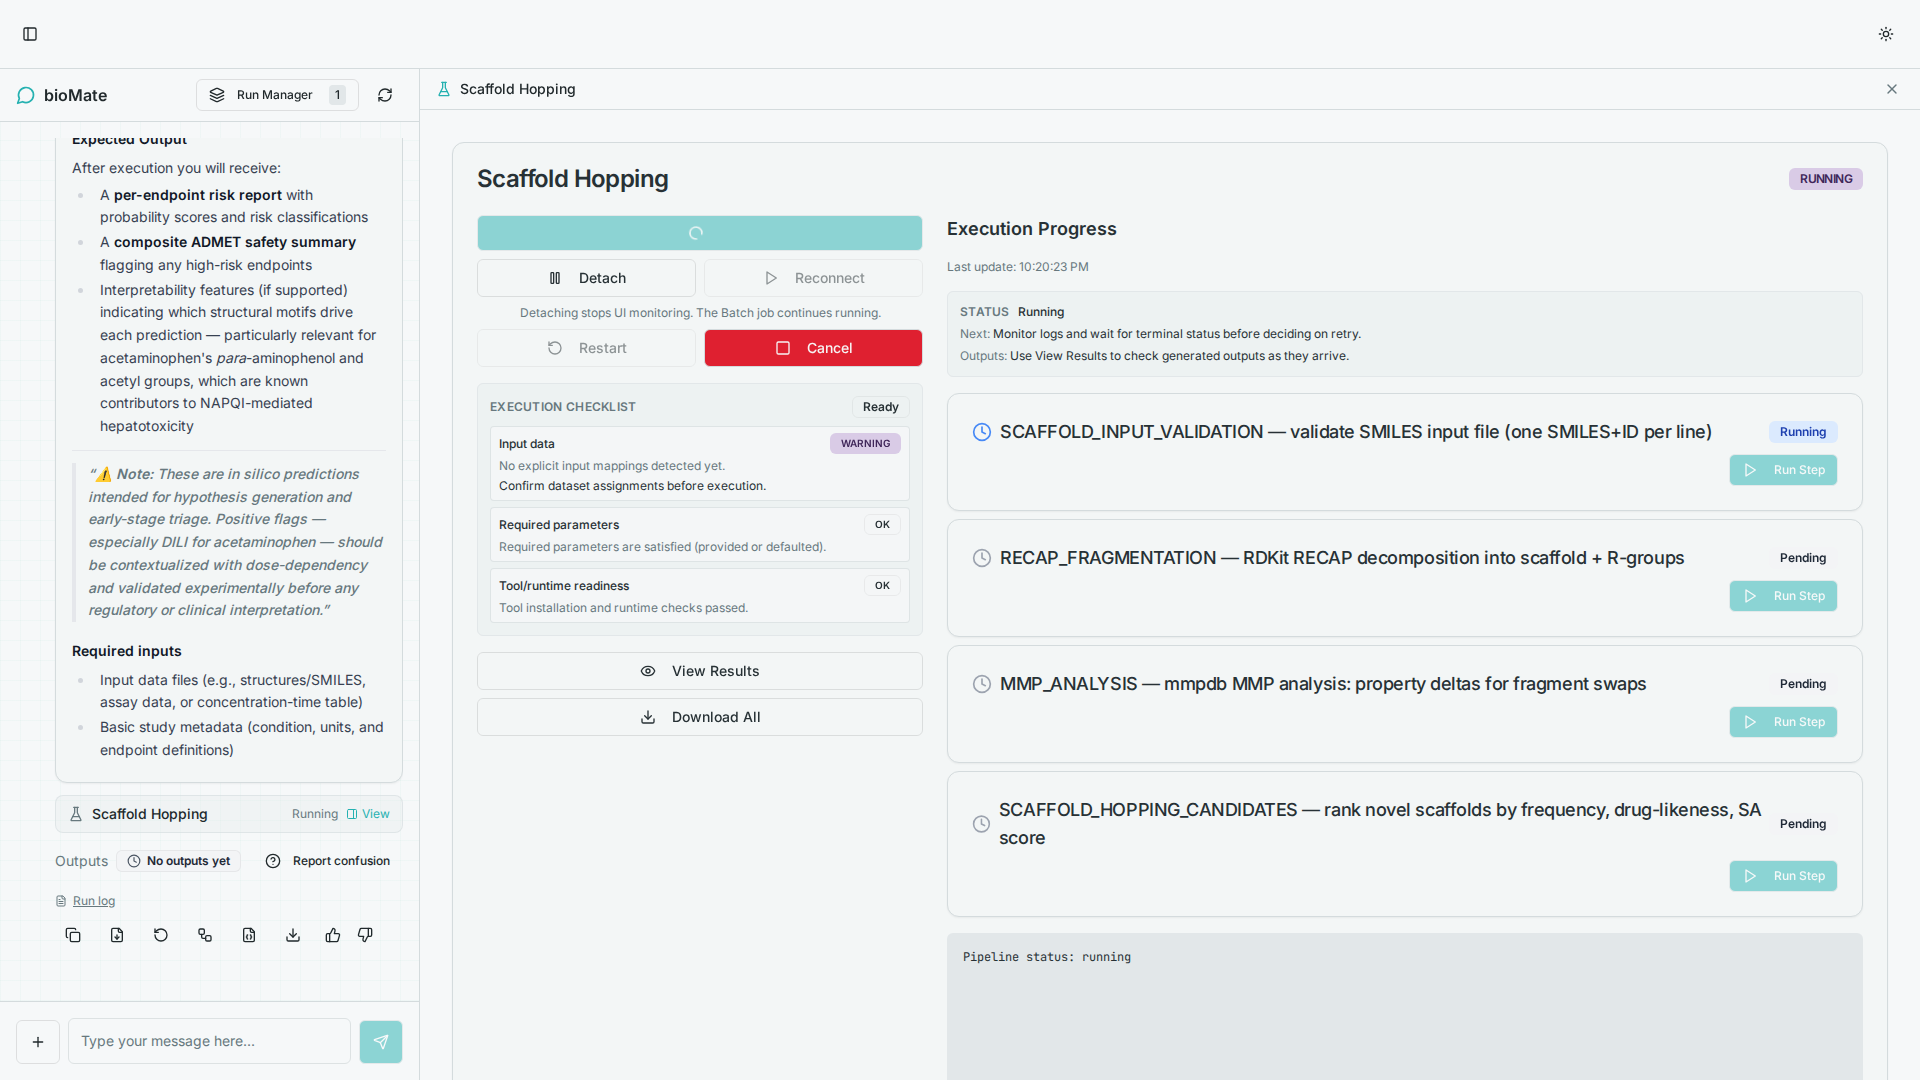 bioMate
Run Manager 1
Expected Output
After execution you will receive:
A per-endpoint risk report with
probability scores and risk classifications
A composite ADMET safety summary
flagging any high-risk endpoints
Interpretability features (if supported)
indicating which structural motifs drive
each prediction — particularly relevant for
acetaminophen's para-aminophenol and
acetyl groups, which are known
contributors to NAPQI-mediated
hepatotoxicity
"⚠️ Note: These are in silico predictions
intended for hypothesis generation and
early-stage triage. Positive flags —
especially DILI for acetaminophen — should
be contextualized with dose-dependency
and validated experimentally before any
regulatory or clinical interpretation."
Required inputs
Input data files (e.g., structures/SMILES,
assay data, or concentration-time table)
Basic study metadata (condition, units, and
endpoint definitions)
Scaffold Hopping Running View
Outputs No outputs yet Report confusion
Run log
Type your message here...
Scaffold Hopping
Scaffold Hopping
RUNNING
Detach
Reconnect
Detaching stops UI monitoring. The Batch job continues running.
Restart
Cancel
EXECUTION CHECKLIST Ready
Input data WARNING
No explicit input mappings detected yet.
Confirm dataset assignments before execution.
Required parameters OK
Required parameters are satisfied (provided or defaulted).
Tool/runtime readiness OK
Tool installation and runtime checks passed.
View Results
Download All
Execution Progress
Last update: 10:20:23 PM
STATUS Running
Next: Monitor logs and wait for terminal status before deciding on retry.
Outputs: Use View Results to check generated outputs as they arrive.
SCAFFOLD_INPUT_VALIDATION — validate SMILES input file (one SMILES+ID per line) Running
Run Step
RECAP_FRAGMENTATION — RDKit RECAP decomposition into scaffold + R-groups Pending
Run Step
MMP_ANALYSIS — mmpdb MMP analysis: property deltas for fragment swaps Pending
Run Step
SCAFFOLD_HOPPING_CANDIDATES — rank novel scaffolds by frequency, drug-likeness, SA
score
Pending
Run Step
Pipeline status: running